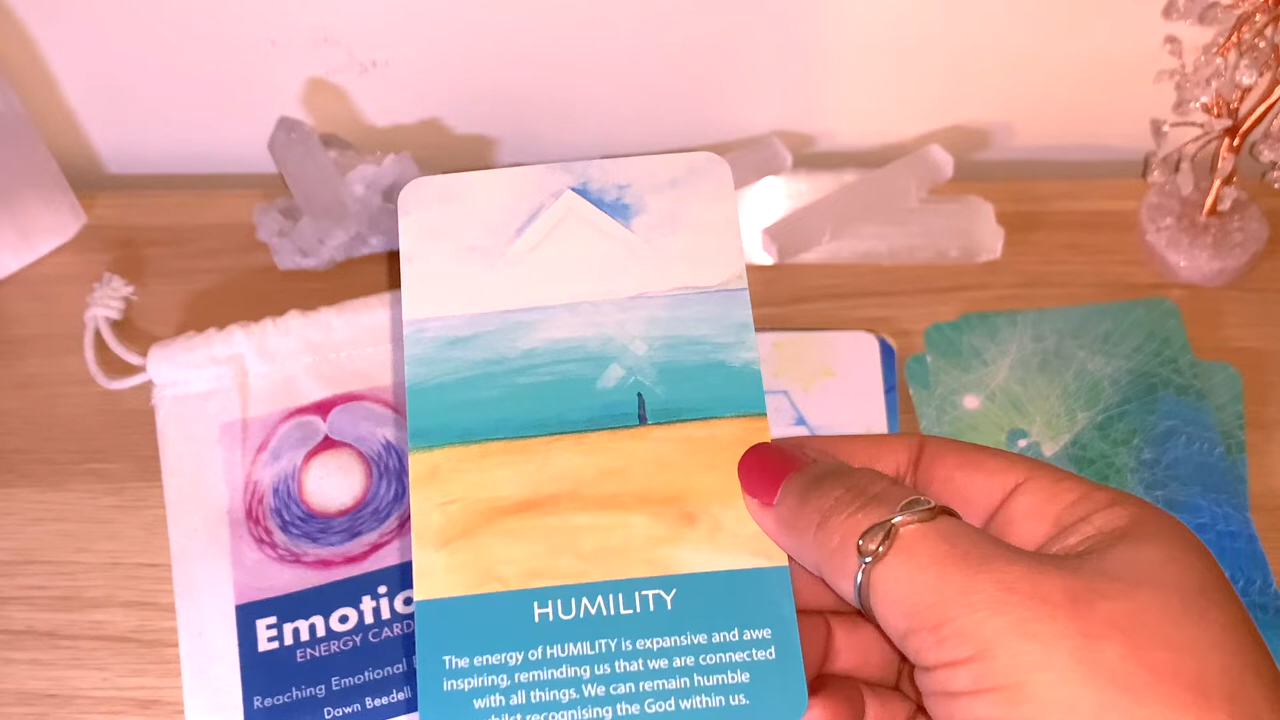 HUMILITY
The energy of HUMILITY is expansive and awe
inspiring, reminding us that we are connected
with all things. We can remain humble
whilst recognising the God within us.
Emotio
ENERGY CARD
Reaching Emotional
Dawn Beedell